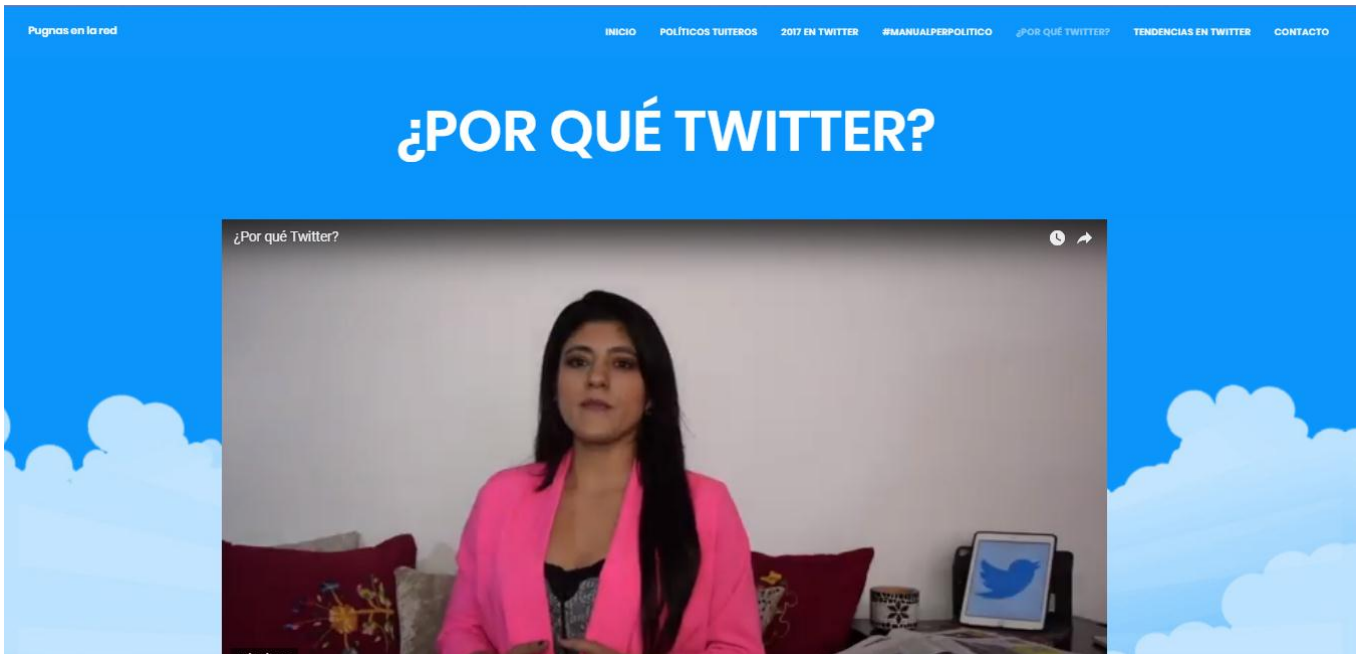 Pugnas en la red
INICIO POLÍTICOS TUITEROS 2017 EN TWITTER #MANUALPERPOLITICO ¿POR QUÉ TWITTER? TENDENCIAS EN TWITTER CONTACTO
¿POR QUÉ TWITTER?
¿Por qué Twitter?